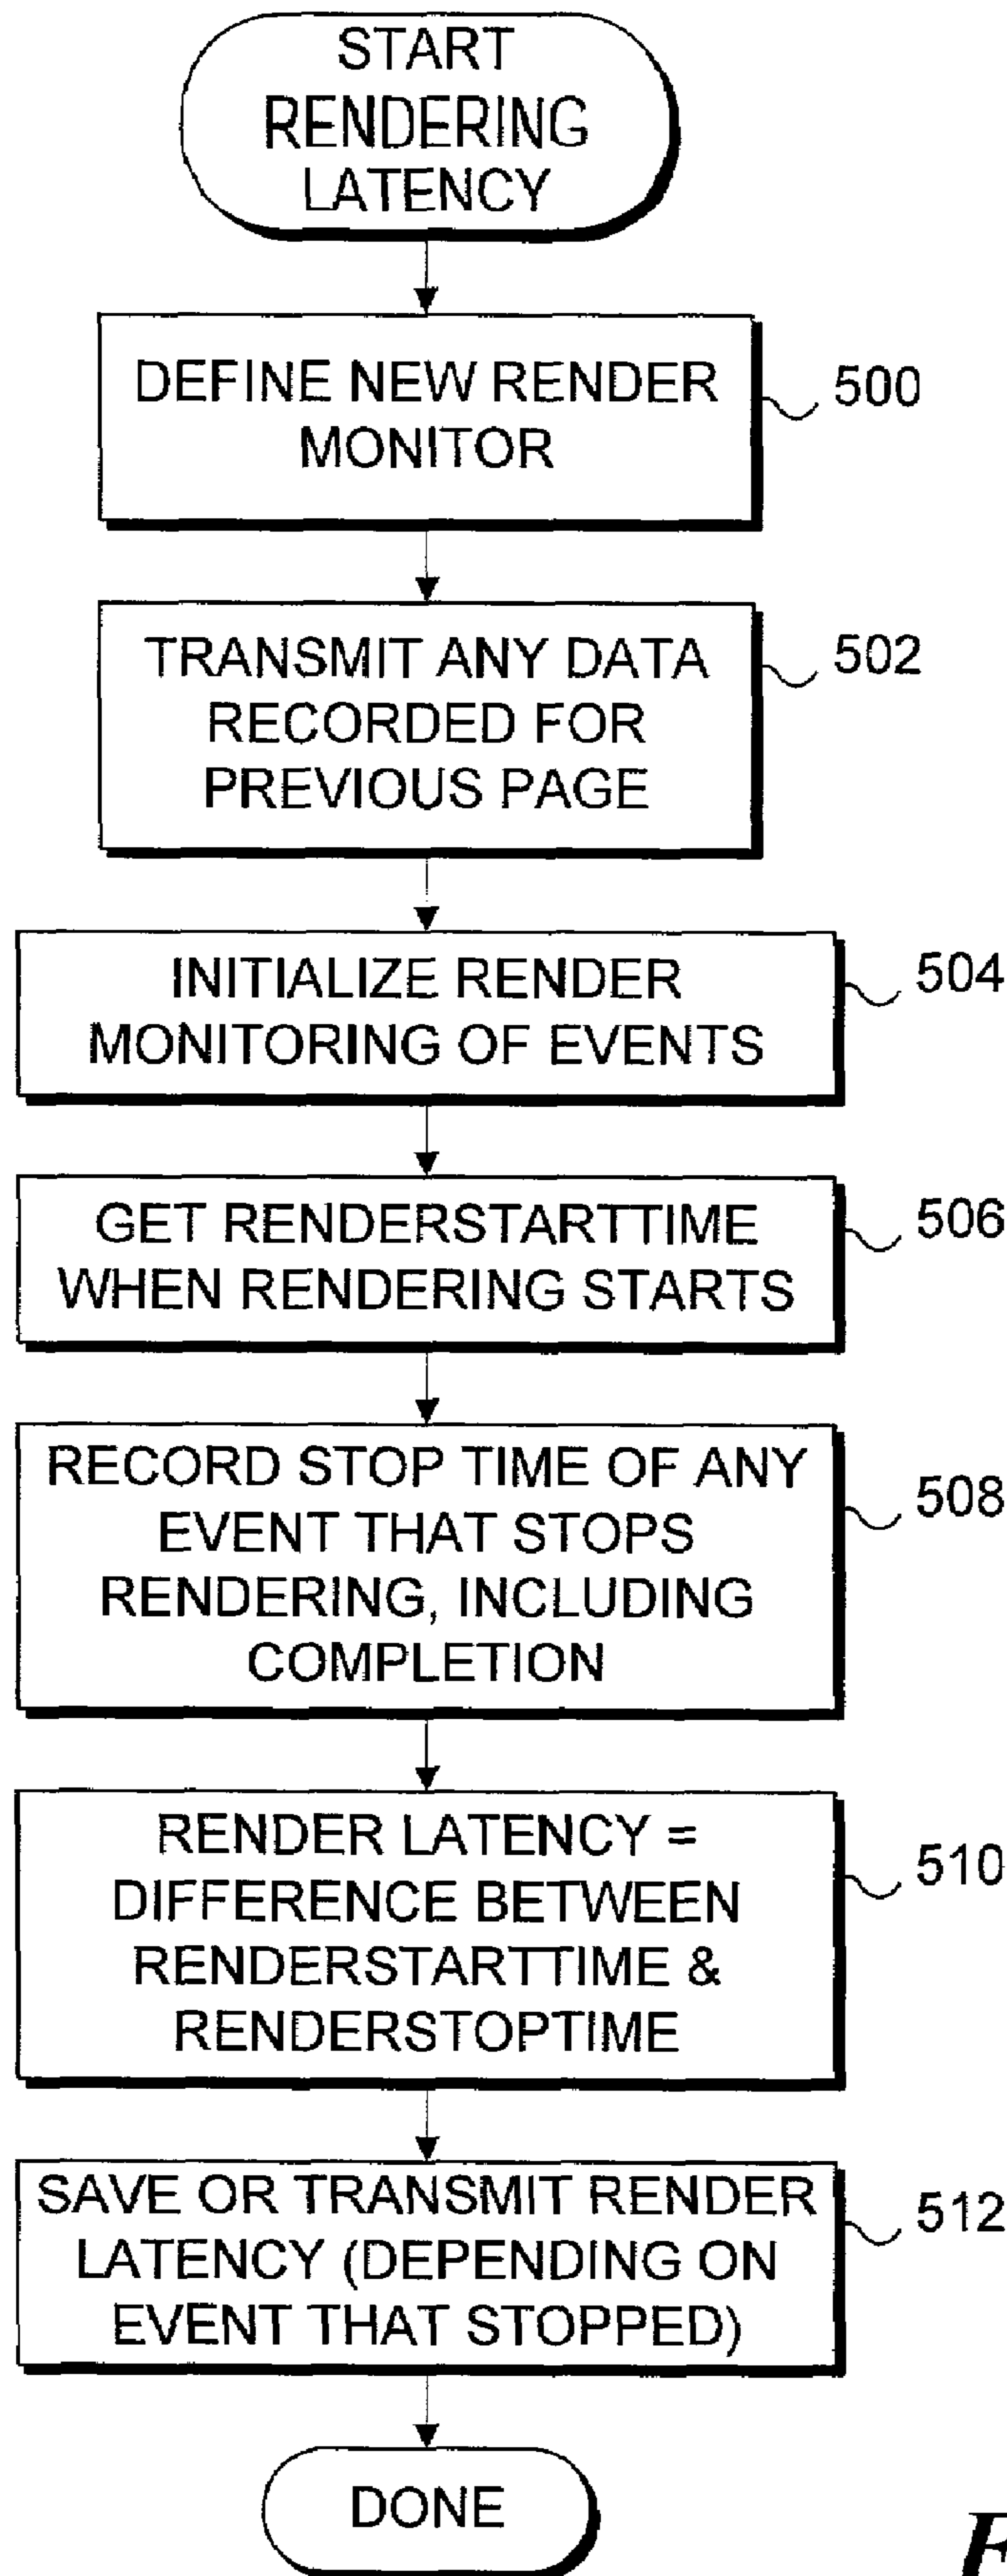 START
RENDERING
LATENCY
DEFINE NEW RENDER
MONITOR
500
TRANSMIT ANY DATA
RECORDED FOR
PREVIOUS PAGE
502
INITIALIZE RENDER
MONITORING OF EVENTS
504
GET RENDERSTARTTIME
WHEN RENDERING STARTS
506
RECORD STOP TIME OF ANY
EVENT THAT STOPS
RENDERING, INCLUDING
COMPLETION
508
RENDER LATENCY =
DIFFERENCE BETWEEN
RENDERSTARTTIME &
RENDERSTOPTIME
510
SAVE OR TRANSMIT RENDER
LATENCY (DEPENDING ON
EVENT THAT STOPPED)
512
DONE